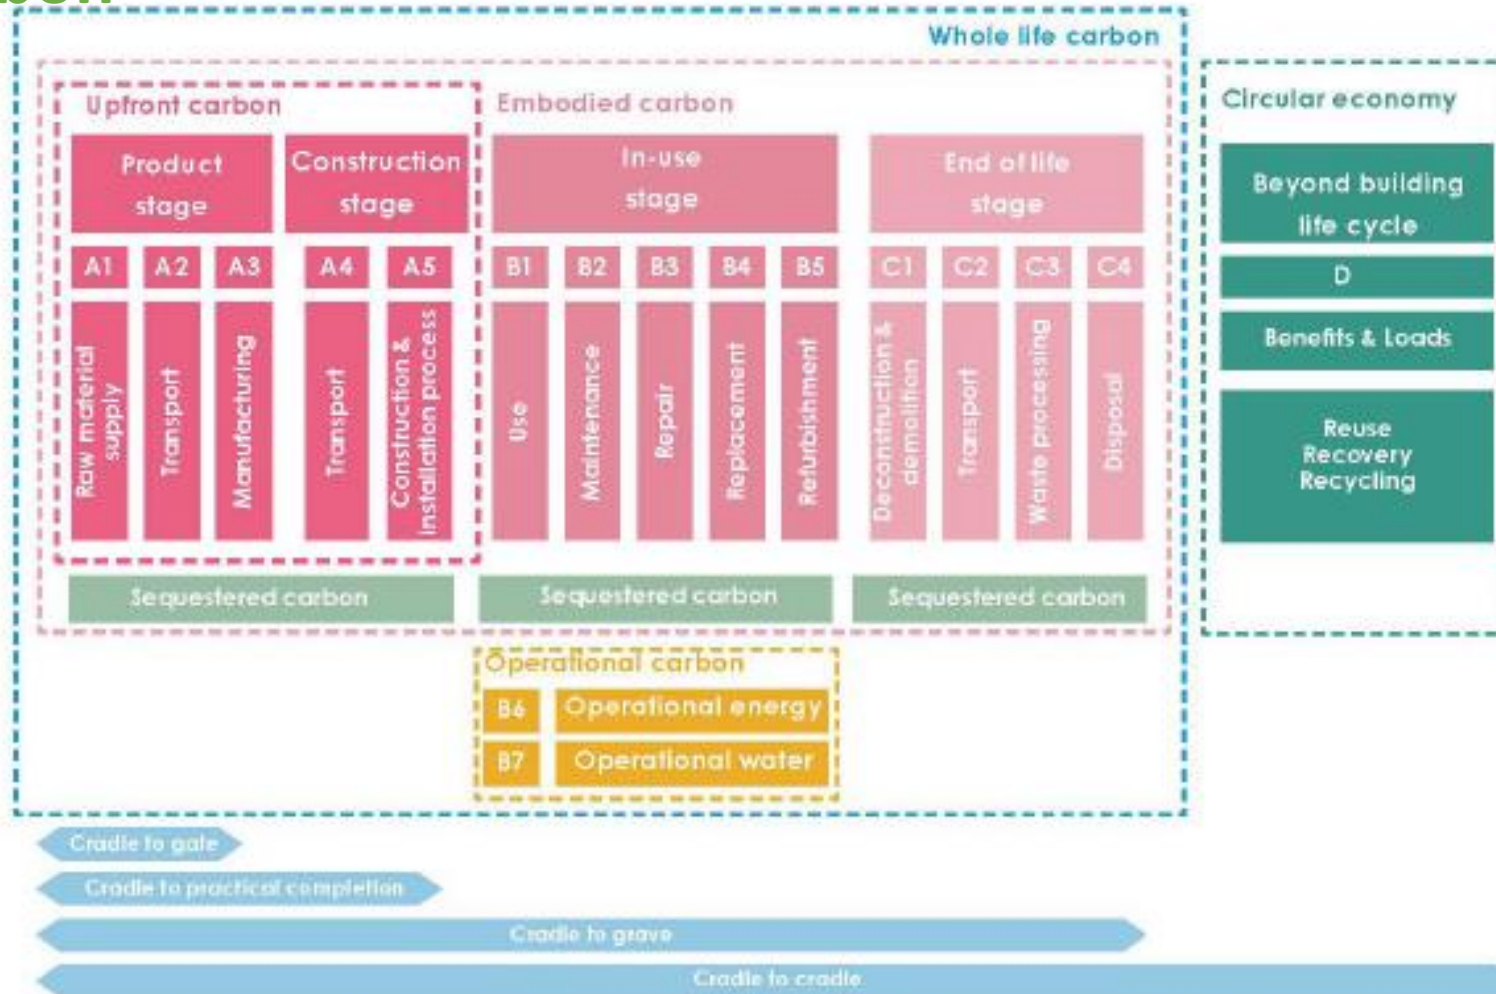 Whole life carbon
Upfront carbon
Embodied carbon
Circular economy
Product
stage
Construction
stage
In-use
stage
End of life
stage
Beyond building
life cycle
A1
A2
A3
A4
A5
B1
B2
B3
B4
B5
C1
C2
C3
C4
D
Raw material
supply
Transport
Manufacturing
Transport
Construction &
installation process
Use
Maintenance
Repair
Replacement
Refurbishment
Deconstruction &
demolition
Transport
Waste processing
Disposal
Benefits & Loads
Reuse
Recovery
Recycling
Sequestered carbon
Sequestered carbon
Sequestered carbon
Operational carbon
B6
Operational energy
B7
Operational water
Cradle to gate
Cradle to practical completion
Cradle to grave
Cradle to cradle